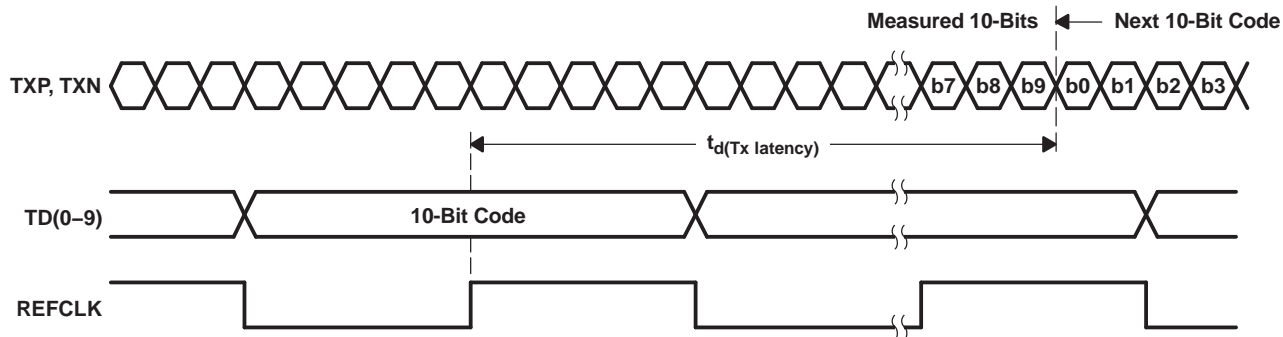 Measured 10-Bits Next 10-Bit Code
TXP, TXN b7 b8 b9 b0 b1 b2 b3
td(Tx latency)
TD(0–9) 10-Bit Code
REFCLK